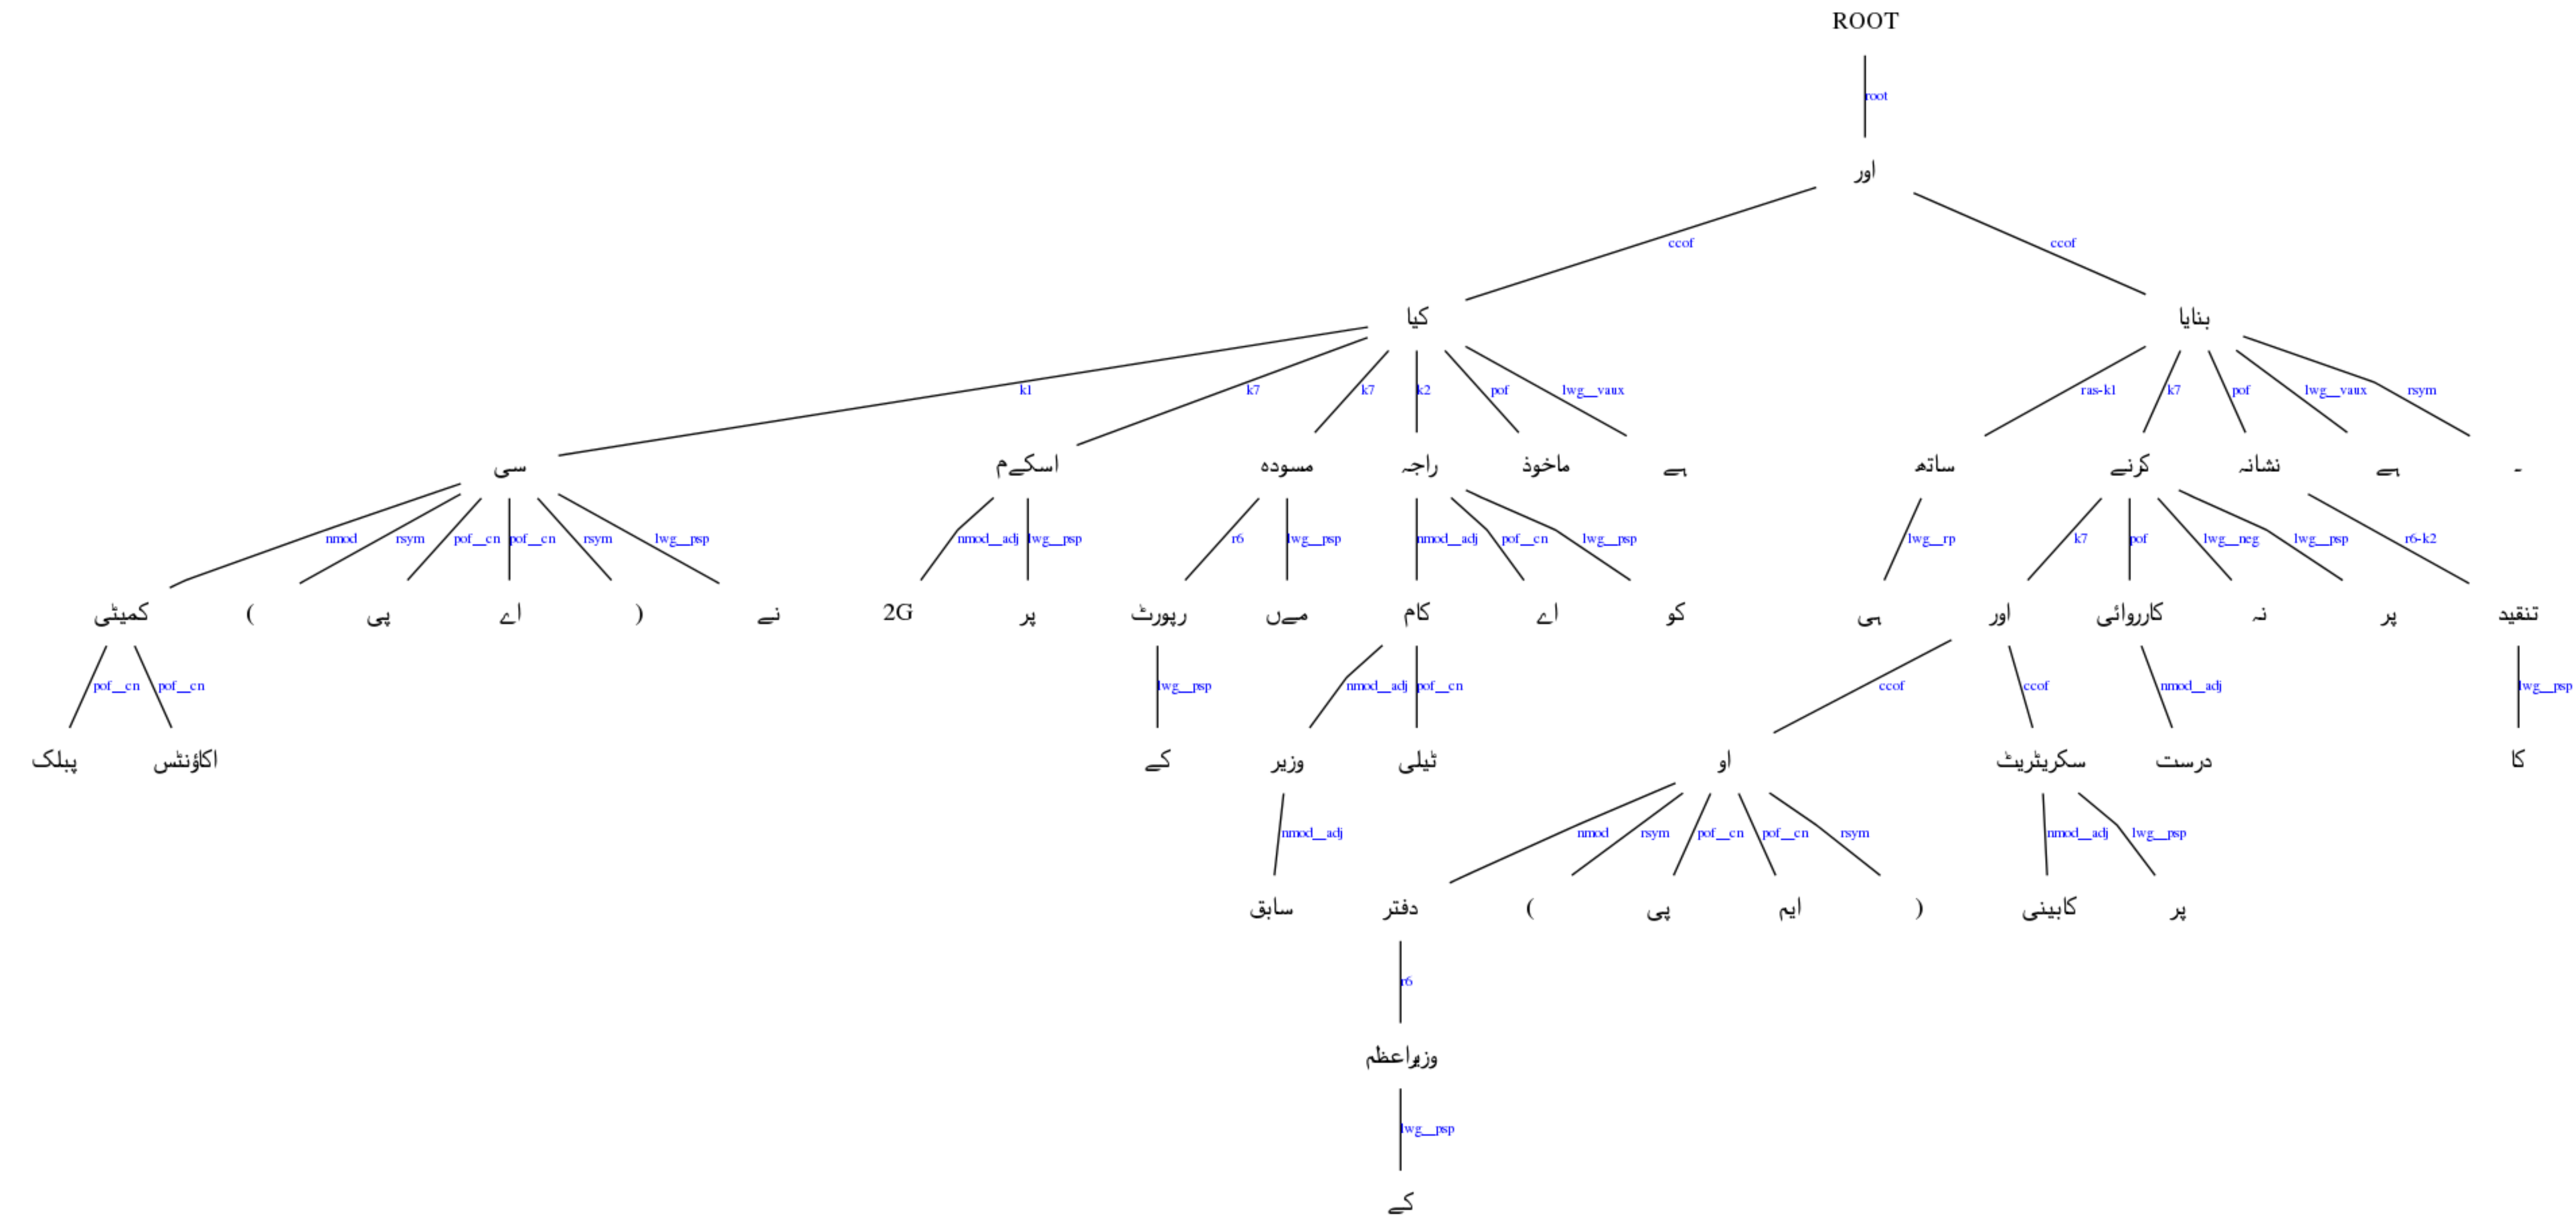 ROOT
root
اور
ccof ccof
کیا بنایا
k1 k7 k7 k2 pof lwg__vaux ras-k1 k7 pof lwg__vaux rsym
سی اسکےم مسودہ راجہ ماخوذ ہے ساتھ کرنے نشانہ ہے ۔
nmod rsym pof__cn pof__cn rsym lwg__psp nmod__adj lwg__psp r6 lwg__psp nmod__adj pof__cn lwg__psp lwg__rp k7 pof lwg__neg lwg__psp r6-k2
کمیٹی ( پی اے ) نے 2G پر رپورٹ مےں کام اے کو ہی اور کارروائی نہ پر تنقید
pof__cn pof__cn lwg__psp nmod__adj pof__cn ccof ccof nmod__adj lwg__psp
پبلک اکاؤنٹس کے وزیر ٹیلی او سکریٹریٹ درست کا
nmod__adj nmod rsym pof__cn pof__cn rsym nmod__adj lwg__psp
سابق دفتر ( پی ایم ) کابینی پر
r6
وزیراعظم
lwg__psp
کے